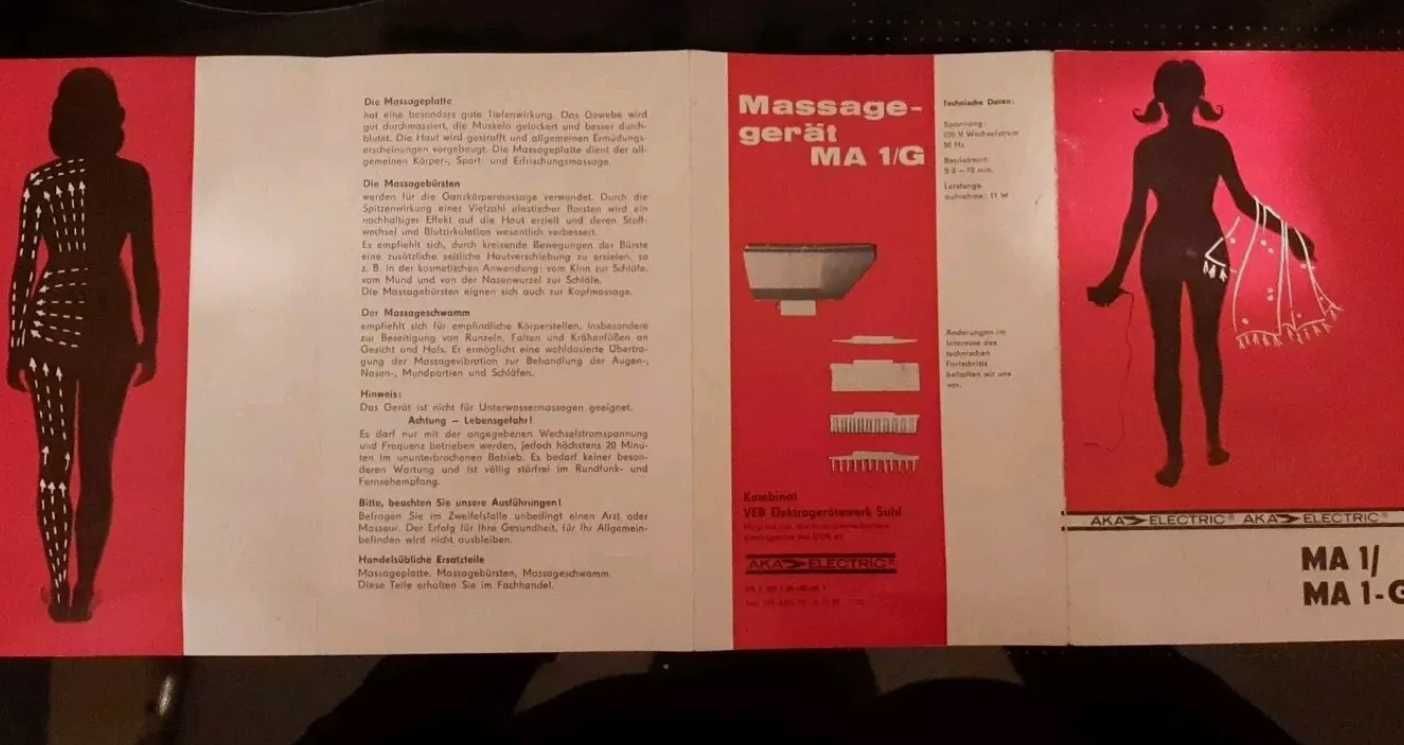 Die Massageplatte
hat eine besonders gute Tiefenwirkung. Das Gewebe wird
gut durchmassiert, die Muskeln gelockert und besser durch-
blutet. Die Haut wird gestrafft und allgemeinen Ermüdungs-
erscheinungen vorgebeugt. Die Massageplatte dient der all-
gemeinen Körper-, Sport- und Erfrischungsmassage.
Die Massagebürsten
werden für die Ganzkörpermassage verwendet. Durch die
Spitzenwirkung einer Vielzahl elastischer Borsten wird ein
nachhaltiger Effekt auf die Haut erzielt und deren Stoff-
wechsel und Blutzirkulation wesentlich verbessert.
Es empfiehlt sich, durch kreisende Bewegungen der Bürste
eine zusätzliche seitliche Hautverschiebung zu erzielen, so
z. B. in der kosmetischen Anwendung: vom Kinn zur Schläfe,
vom Mund und von der Nasenwurzel zur Schläfe.
Die Massagebürsten eignen sich auch zur Kopfmassage.
Der Massageschwamm
empfiehlt sich für empfindliche Körperstellen, insbesondere
zur Beseitigung von Runzeln, Falten und Krähenfüßen an
Gesicht und Hals. Er ermöglicht eine wohldosierte Übertra-
gung der Massagevibration zur Behandlung der Augen-,
Nasen-, Mundpartien und Schläfen.
Hinweis:
Das Gerät ist nicht für Unterwassermassagen geeignet.
Achtung – Lebensgefahr!
Es darf nur mit der angegebenen Wechselstromspannung
und Frequenz betrieben werden, jedoch höchstens 20 Minu-
ten im ununterbrochenen Betrieb. Es bedarf keiner beson-
deren Wartung und ist völlig störfrei im Rundfunk- und
Fernsehempfang.
Bitte, beachten Sie unsere Ausführungen!
Befragen Sie im Zweifelsfalle unbedingt einen Arzt oder
Masseur. Der Erfolg für Ihre Gesundheit, für Ihr Allgemein-
befinden wird nicht ausbleiben.
Handelsübliche Ersatzteile
Massageplatte, Massagebürsten, Massageschwamm.
Diese Teile erhalten Sie im Fachhandel.
Massage-
gerät
MA 1/G
Kombinat
VEB Elektrogerätewerk Suhl
AKA ELECTRIC
Technische Daten:
Spannung:
V Wechselstrom
50 Hz
Leistungs-
aufnahme: 11 W
Änderungen im
Interesse des
technischen
Fortschritts
behalten wir uns
vor.
AKA ELECTRIC® AKA ELECTRIC®
MA 1/
MA 1-G